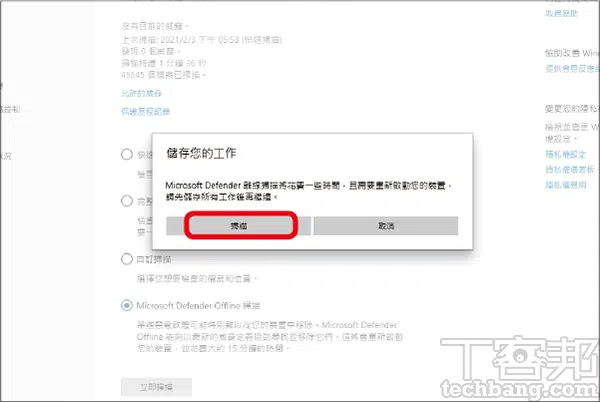 沒有目前的威脅。
上次掃描: 2021/2/3 下午 05:53 (快速掃描)
發現 0 個威脅。
掃描持續 1 分鐘 36 秒
45545 個檔案已掃描。
允許的威脅
保護歷程記錄
快速
完整
自訂掃描
選擇您想要檢查的檔案和位置。
Microsoft Defender Offline 掃描
某些惡意軟體可能特別難以從您的裝置中移除。Microsoft Defender
Offline 能夠以最新的威脅定義協助尋找並移除它們。這將會重新啟動
您的裝置，並花費大約 15 分鐘的時間。
立即掃描
儲存您的工作
Microsoft Defender 離線掃描將花費一些時間，且需要重新啟動您的裝置，
請先儲存所有工作後再繼續。
掃描
取消
取得協助
協助改善 Win
提供意見反應
變更您的隱私
檢視並變更 Win
機設定。
隱私權設定
隱私權儀表板
隱私權聲明
T客邦
techbang.com